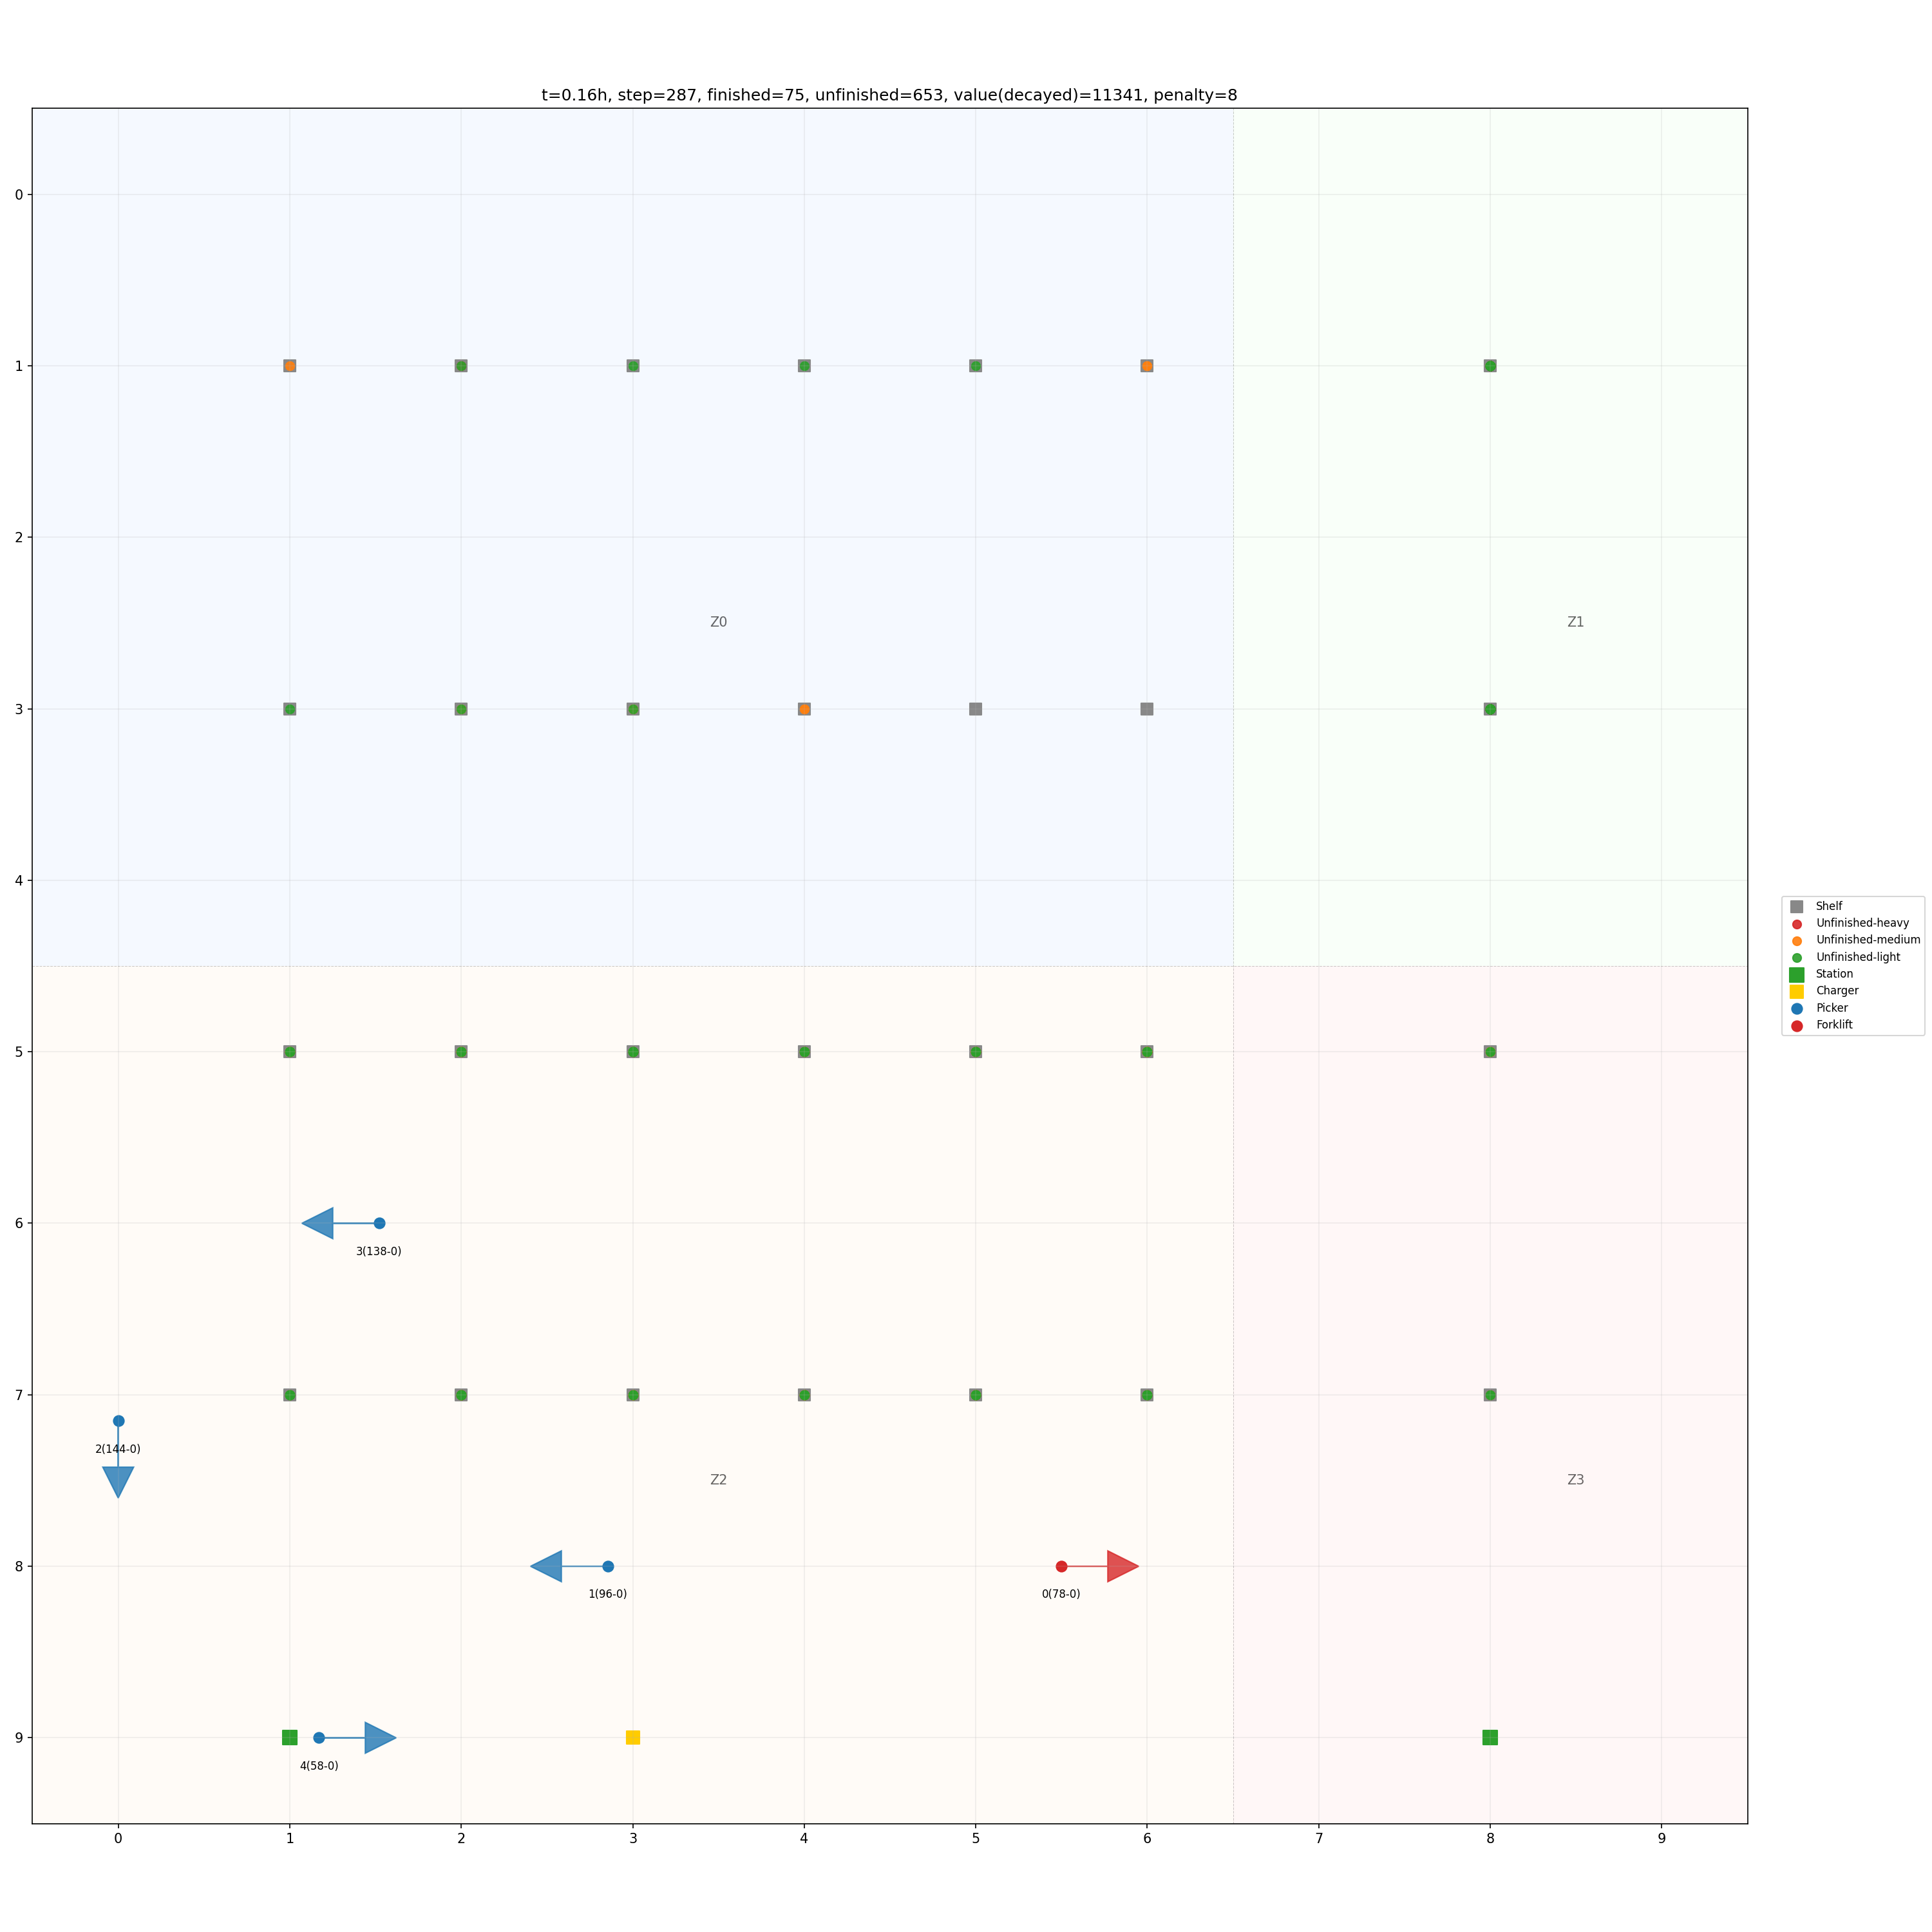 t=0.16h, step=287, finished=75, unfinished=653, value(decayed)=11341, penalty=8
0
1
2
Z0
Z1
3
4
Shelf
Unfinished-heavy
Unfinished-medium
Unfinished-light
Station
Charger
Picker
Forklift
5
6
3(138-0)
7
2(144-0)
Z2
Z3
8
1(96-0)
0(78-0)
9
4(58-0)
0 1 2 3 4 5 6 7 8 9